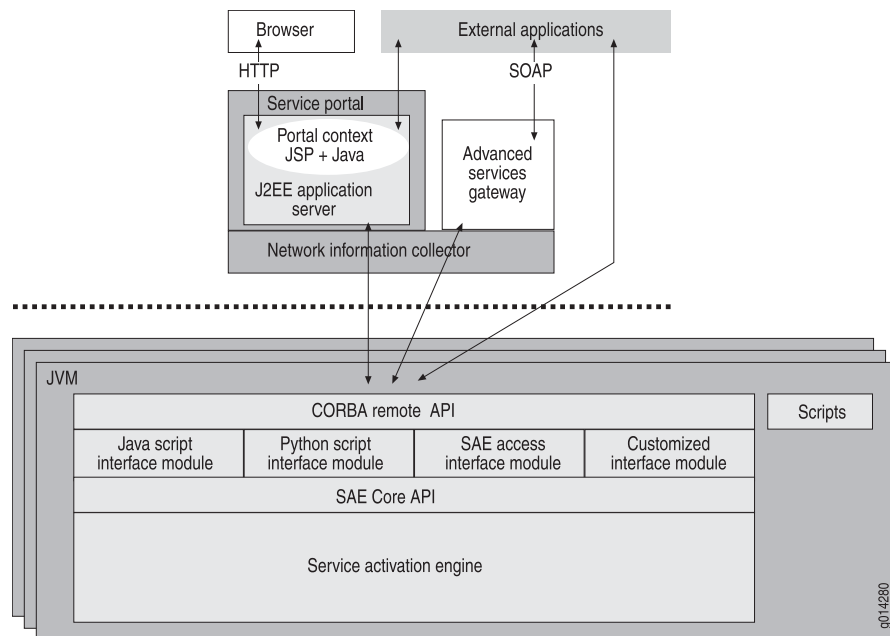 Browser
External applications
HTTP
SOAP
Service portal
Portal context
JSP + Java
J2EE application
server
Advanced
services
gateway
Network information collector
JVM
CORBA remote API
Scripts
Java script
interface module
Python script
interface module
SAE access
interface module
Customized
interface module
SAE Core API
Service activation engine
g014280